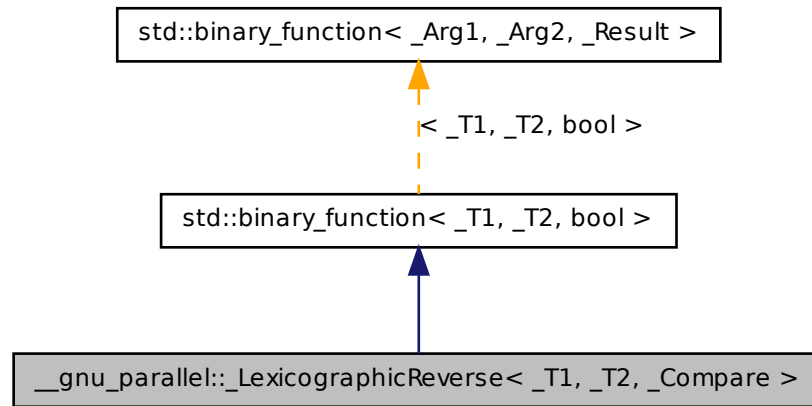 std::binary_function< _Arg1, _Arg2, _Result >
< _T1, _T2, bool >
std::binary_function< _T1, _T2, bool >
__gnu_parallel::_LexicographicReverse< _T1, _T2, _Compare >